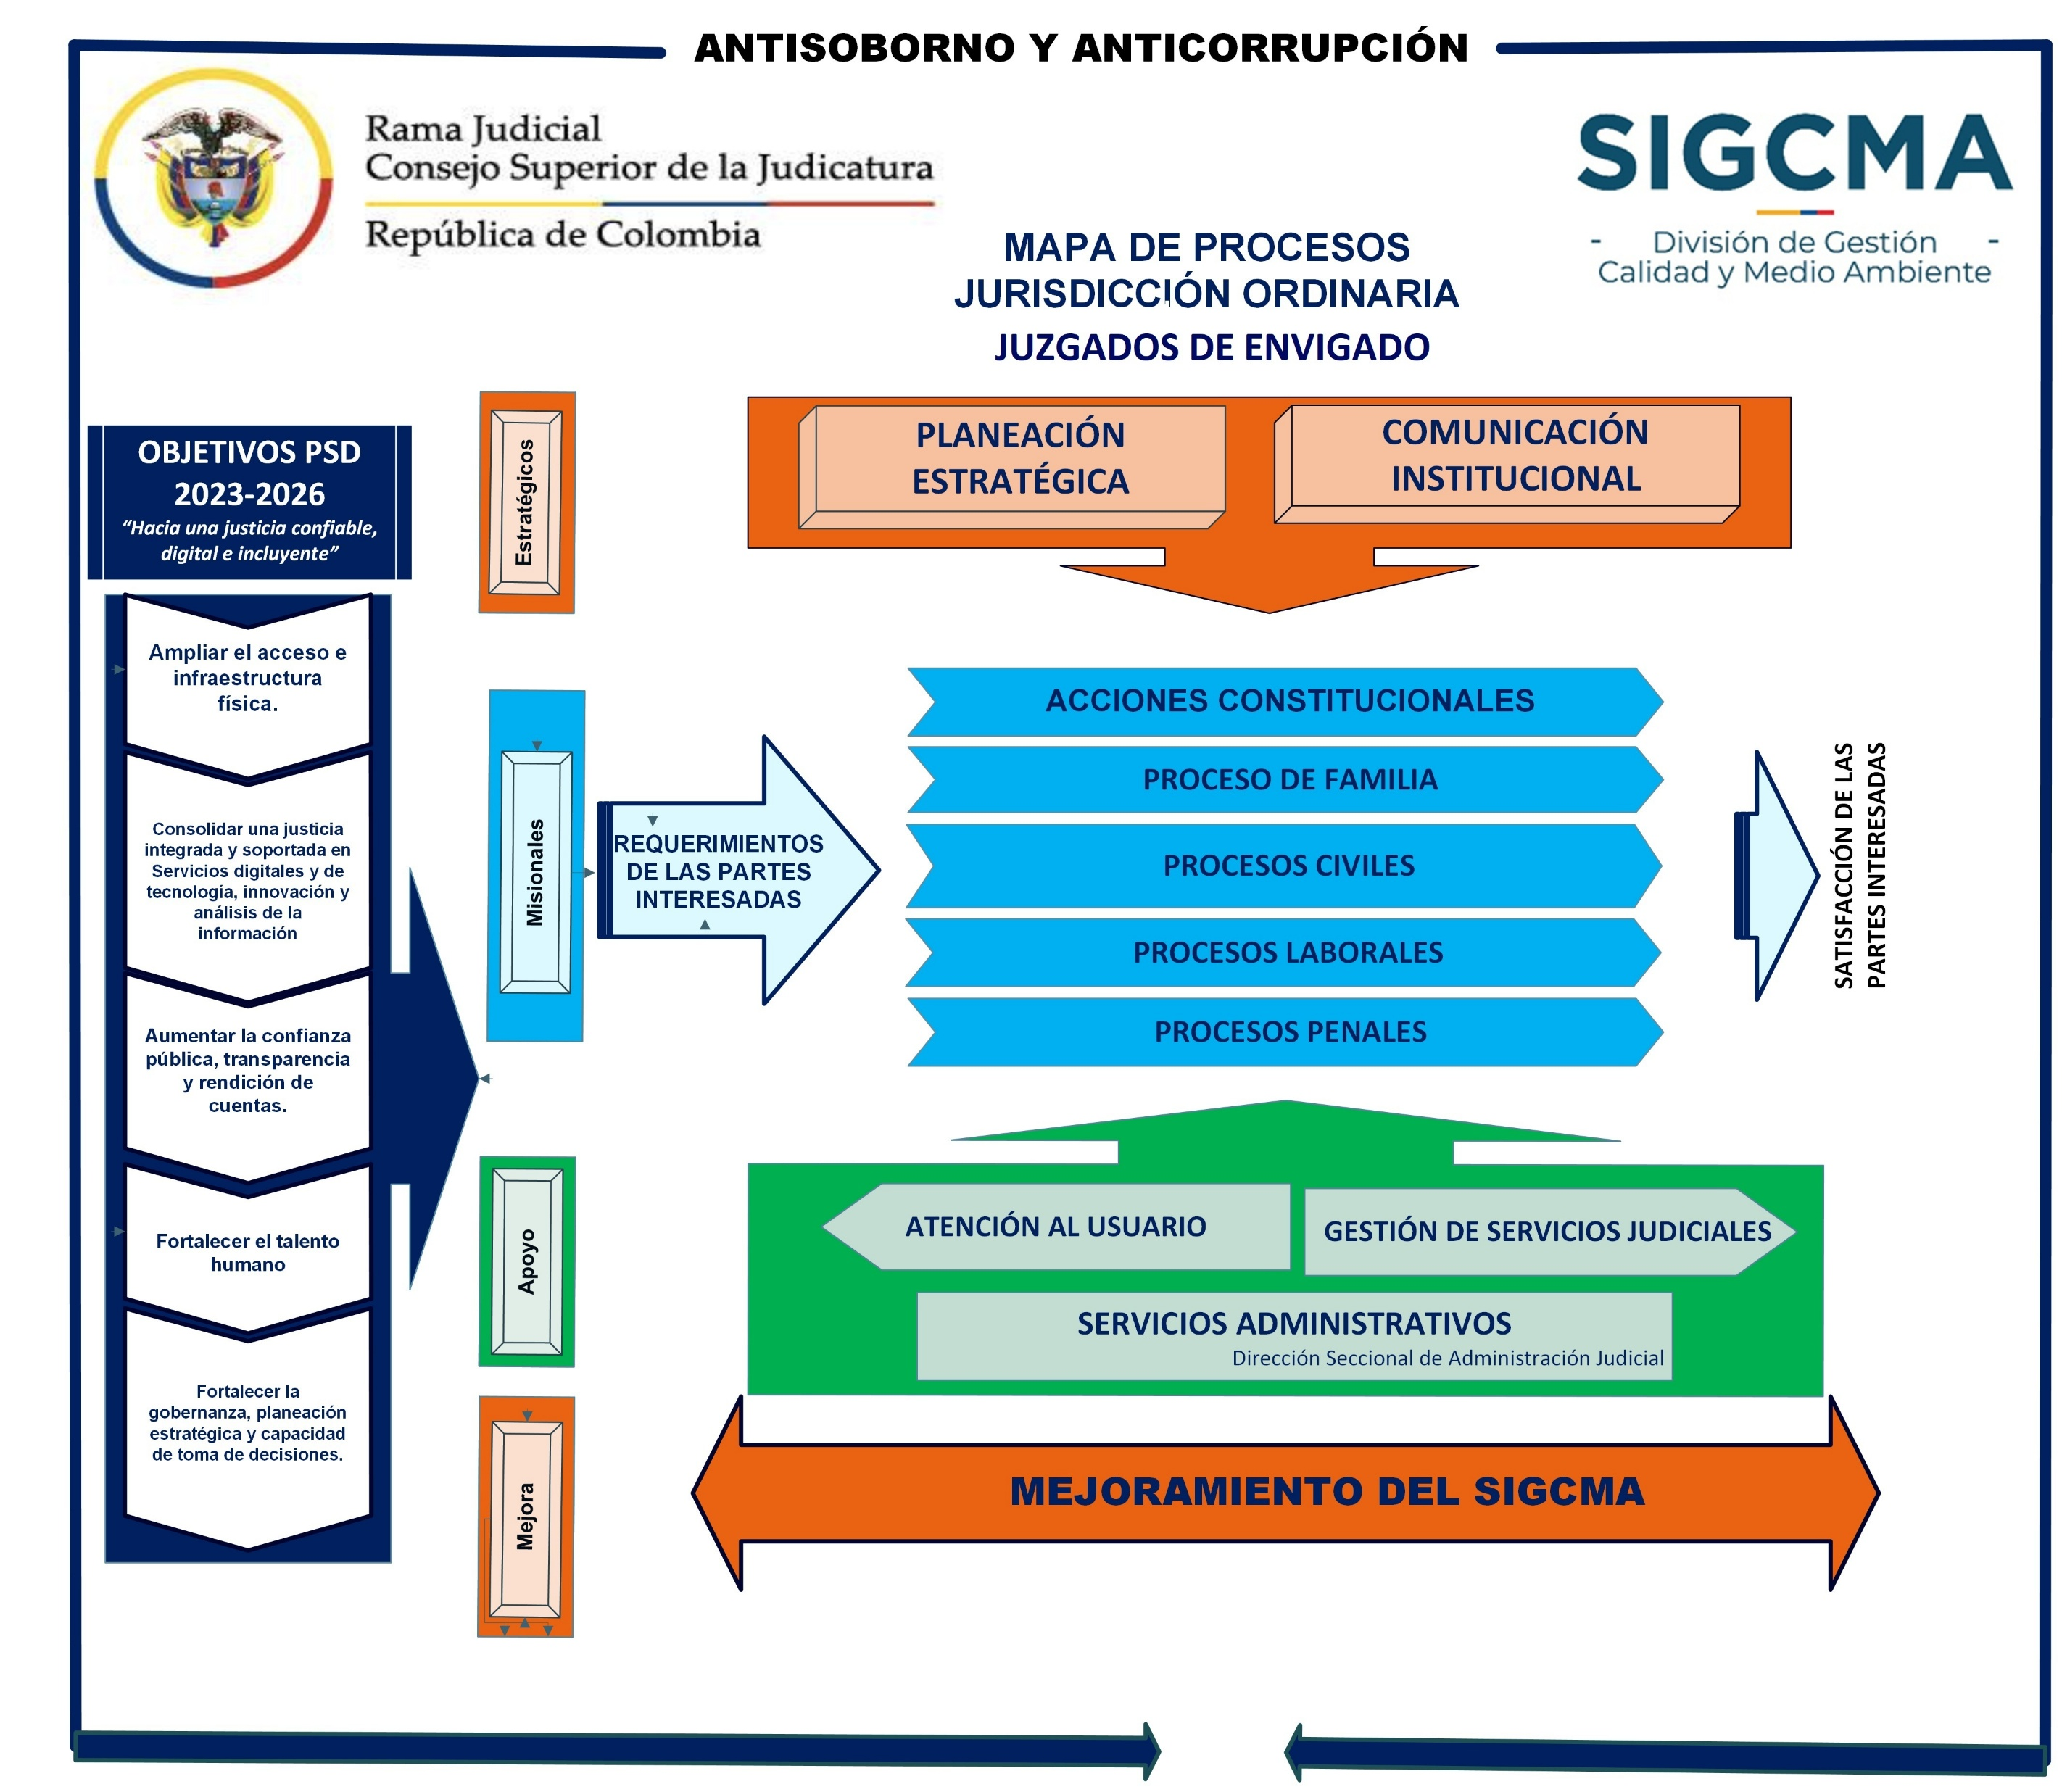 ANTISOBORNO Y ANTICORRUPCIÓN
Rama Judicial
Consejo Superior de la Judicatura
República de Colombia
SIGCMA
- División de Gestión -
Calidad y Medio Ambiente
MAPA DE PROCESOS
JURISDICCIÓN ORDINARIA
JUZGADOS DE ENVIGADO
OBJETIVOS PSD
2023-2026
“Hacia una justicia confiable,
digital e incluyente”
Ampliar el acceso e
infraestructura
física.
Consolidar una justicia
integrada y soportada en
Servicios digitales y de
tecnología, innovación y
análisis de la
información
Aumentar la confianza
pública, transparencia
y rendición de
cuentas.
Fortalecer el talento
humano
Fortalecer la
gobernanza, planeación
estratégica y capacidad
de toma de decisiones.
Estratégicos
PLANEACIÓN
ESTRATÉGICA
COMUNICACIÓN
INSTITUCIONAL
Misionales
REQUERIMIENTOS
DE LAS PARTES
INTERESADAS
ACCIONES CONSTITUCIONALES
PROCESO DE FAMILIA
PROCESOS CIVILES
PROCESOS LABORALES
PROCESOS PENALES
SATISFACCIÓN DE LAS
PARTES INTERESADAS
Apoyo
ATENCIÓN AL USUARIO
GESTIÓN DE SERVICIOS JUDICIALES
SERVICIOS ADMINISTRATIVOS
Dirección Seccional de Administración Judicial
Mejora
MEJORAMIENTO DEL SIGCMA